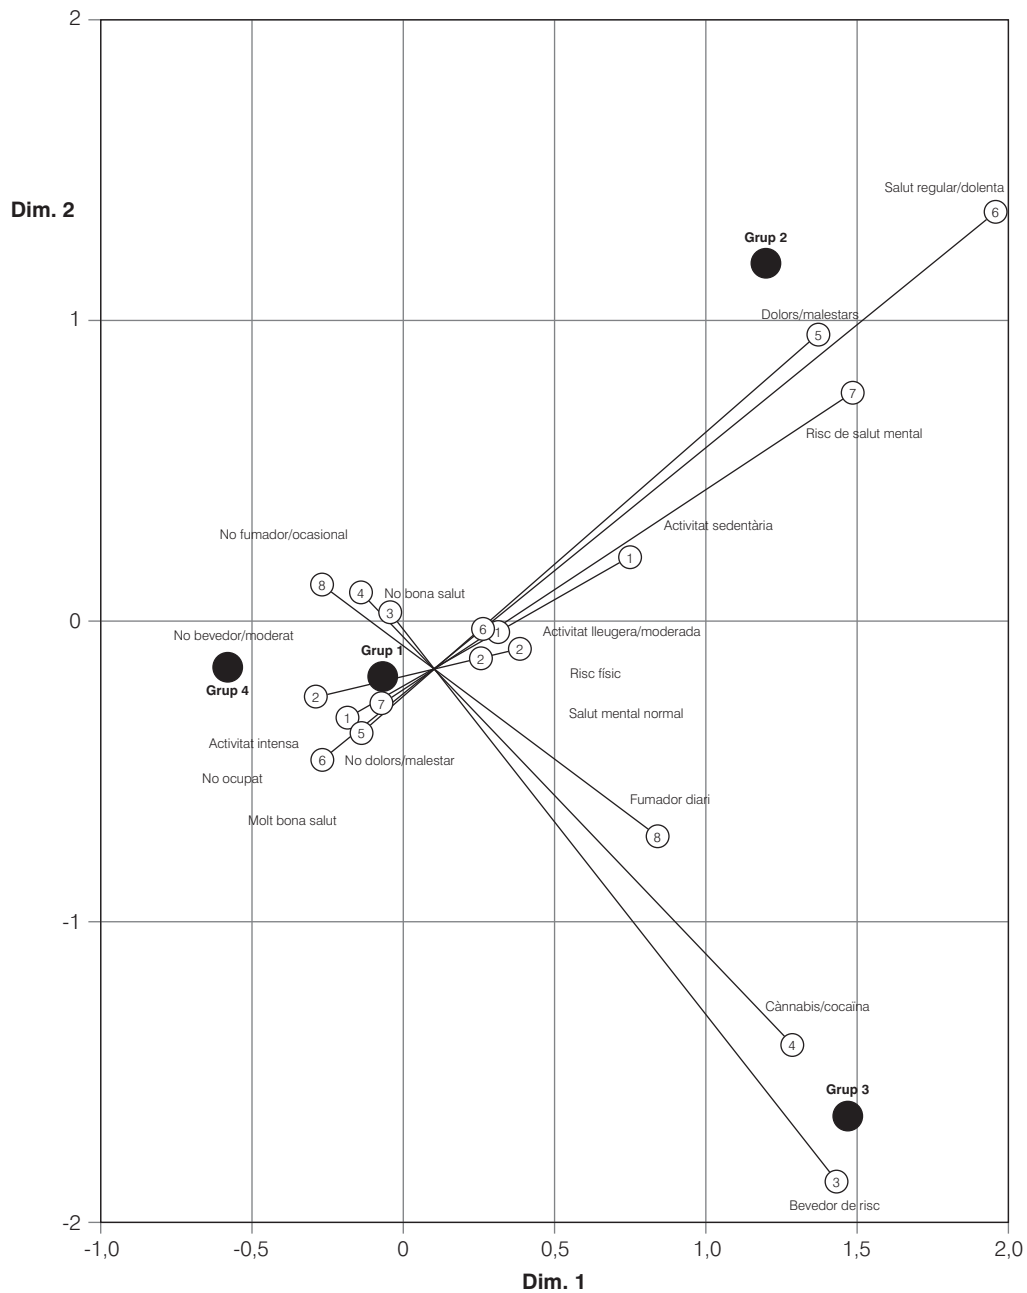 2
Salut regular/dolenta
Dim. 2
6
Grup 2
Dolors/malestars
1
5
7
Risc de salut mental
Activitat sedentària
No fumador/ocasional
1
8
4
No bona salut
3
0
6
1
Activitat lleugera/moderada
No bevedor/moderat
Grup 1
2
2
Risc físic
Grup 4
2
7
Salut mental normal
1
5
Activitat intensa
6
No dolors/malestar
No ocupat
Fumador diari
Molt bona salut
8
-1
Cànnabis/cocaïna
4
Grup 3
3
Bevedor de risc
-2
-1,0
-0,5
0
0,5
1,0
1,5
2,0
Dim. 1